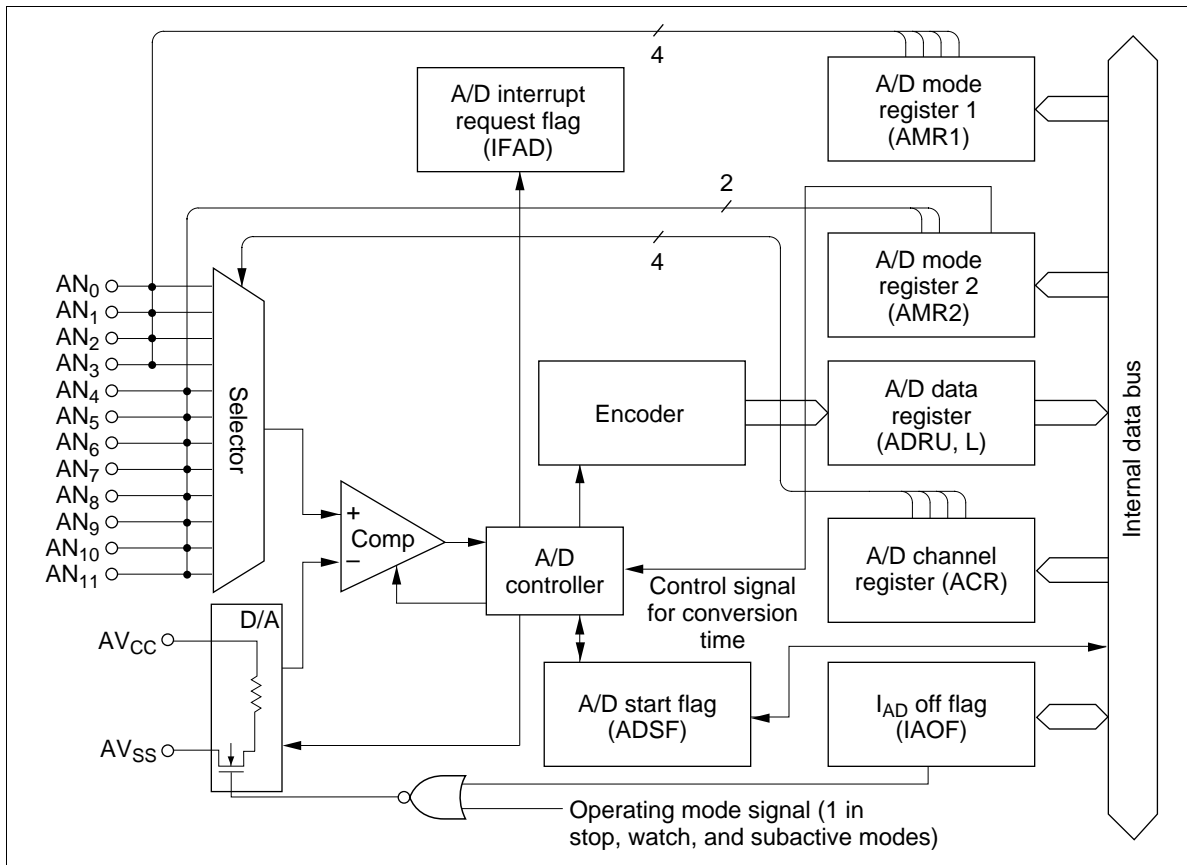 4
A/D mode
register 1
(AMR1)
A/D interrupt
request flag
(IFAD)
2
4
A/D mode
register 2
(AMR2)
AN0
AN1
AN2
AN3
AN4
AN5
AN6
AN7
AN8
AN9
AN10
AN11
Selector
Encoder
A/D data
register
(ADRU, L)
Internal data bus
+
Comp
−
A/D
controller
A/D channel
register (ACR)
Control signal
for conversion
time
D/A
AVCC
AVSS
A/D start flag
(ADSF)
IAD off flag
(IAOF)
Operating mode signal (1 in
stop, watch, and subactive modes)